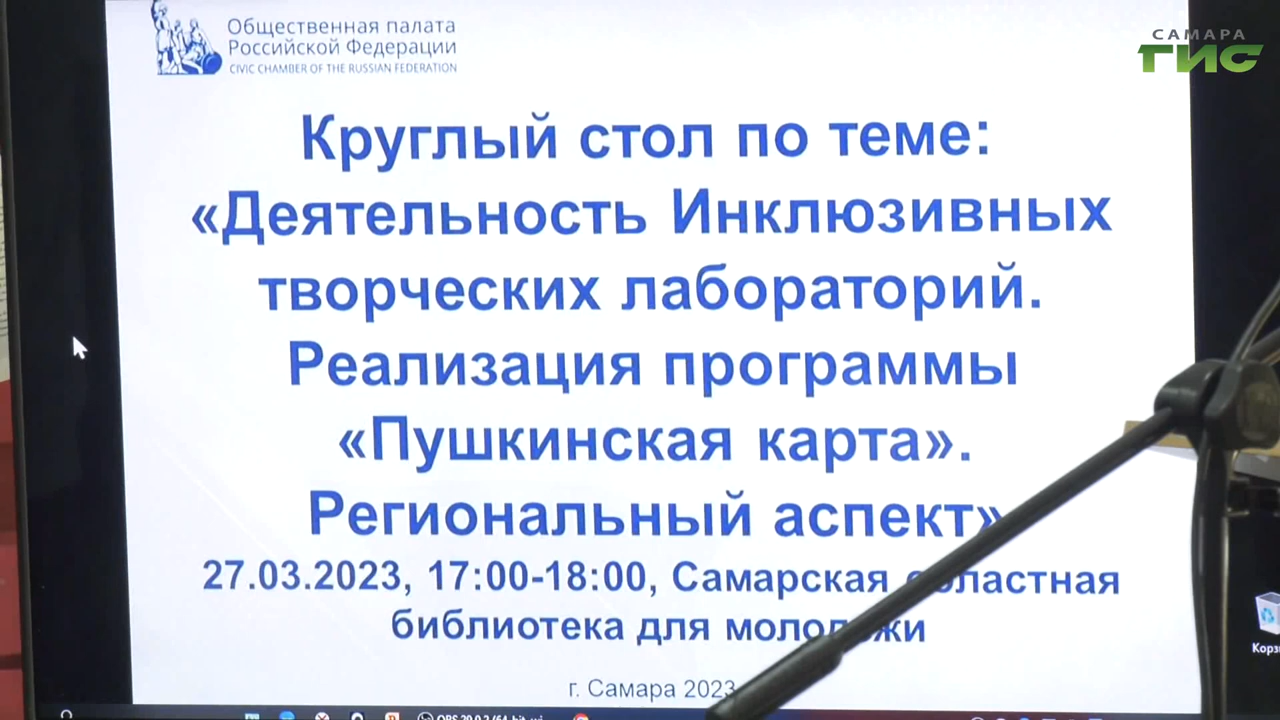 Общественная палата
Российской Федерации
CIVIC CHAMBER OF THE RUSSIAN FEDERATION
САМАРА
ГИС
Круглый стол по теме:
«Деятельность Инклюзивных
творческих лабораторий.
Реализация программы
«Пушкинская карта».
Региональный аспект»
27.03.2023, 17:00-18:00, Самарская областная
библиотека для молодежи
г. Самара 2023